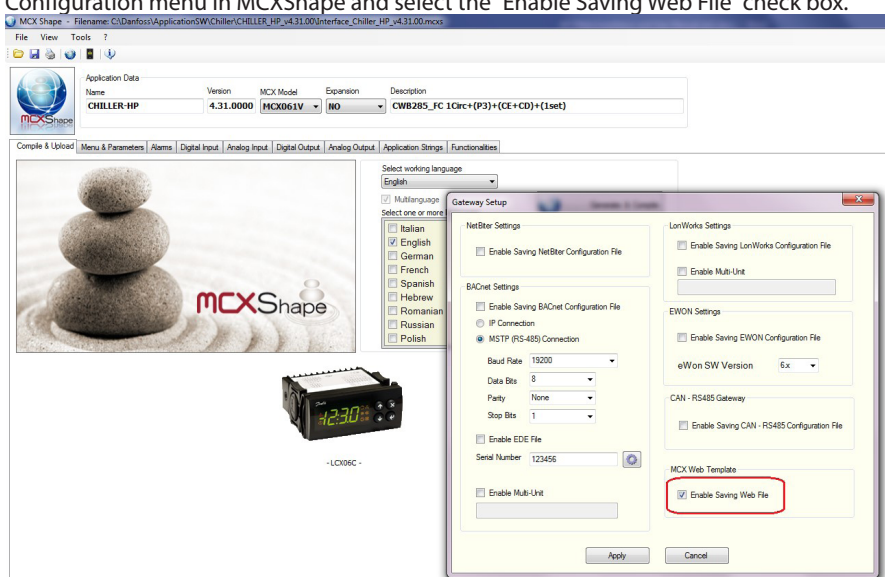 Configuration menu in MCXShape and select the "Enable Saving Web File" check box.
MCX Shape - Filename: C:\Danfoss\ApplicationSW\Chiller\CHILLER_HP_v4.31.00\Interface_Chiller_HP_v4.31.00.mcxs
File View Tools ?
Application Data
Name Version MCX Model Expansion Description
CHILLER-HP 4.31.0000 MCX061V NO CWB285_FC 1Circ+(P3)+(CE+CD)+(1set)
MCXShape
Compile & Upload Menu & Parameters Alarms Digital Input Analog Input Digital Output Analog Output Application Strings Functionalities
Select working language
English
Multilanguage
Select one or more
Italian
English
German
French
Spanish
Hebrew
Romanian
Russian
Polish
MCXShape
Danfoss
-12.3.0
- LCX06C -
Gateway Setup
NetBiter Settings
Enable Saving NetBiter Configuration File
BACnet Settings
Enable Saving BACnet Configuration File
IP Connection
MSTP (RS-485) Connection
Baud Rate 19200
Data Bits 8
Parity None
Stop Bits 1
Enable EDE File
Serial Number 123456
Enable Multi-Unit
LonWorks Settings
Enable Saving LonWorks Configuration File
Enable Multi-Unit
EWON Settings
Enable Saving EWON Configuration File
eWon SW Version 6.x
CAN - RS485 Gateway
Enable Saving CAN - RS485 Configuration File
MCX Web Template
Enable Saving Web File
Apply Cancel